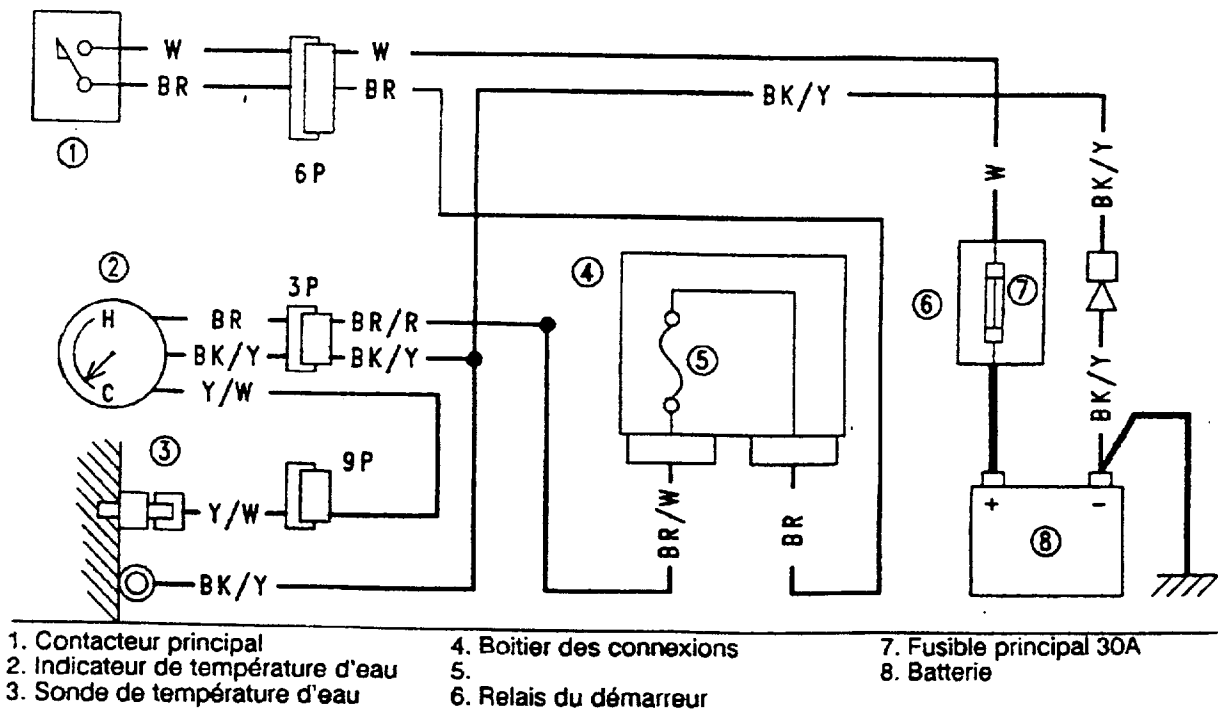 W
W
BR
BR
BK/Y
1
6P
W
BK/Y
2
3P
4
6
7
H
BR
BR/R
BK/Y
BK/Y
5
C
Y/W
BK/Y
3
9P
Y/W
BR/W
BR
+
-
8
BK/Y
1. Contacteur principal
2. Indicateur de température d'eau
3. Sonde de température d'eau
4. Boitier des connexions
5.
6. Relais du démarreur
7. Fusible principal 30A
8. Batterie